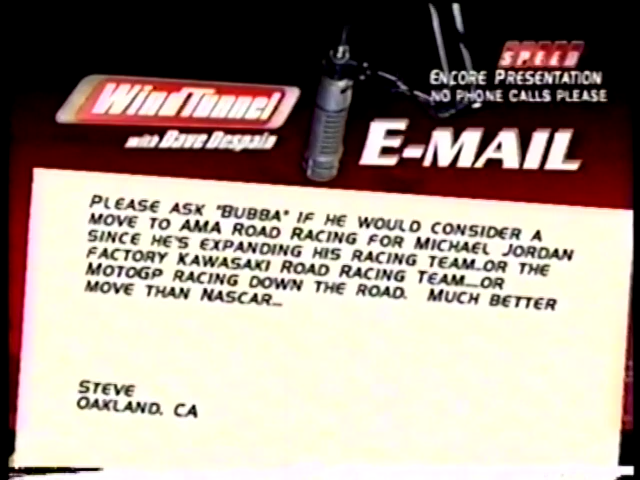 SPEED
ENCORE PRESENTATION
NO PHONE CALLS PLEASE
WindTunnel
with Dave Despain
E-MAIL
PLEASE ASK "BUBBA" IF HE WOULD CONSIDER A
MOVE TO AMA ROAD RACING FOR MICHAEL JORDAN
SINCE HE'S EXPANDING HIS RACING TEAM...OR THE
FACTORY KAWASAKI ROAD RACING TEAM....OR
MOTOGP RACING DOWN THE ROAD. MUCH BETTER
MOVE THAN NASCAR...
STEVE
OAKLAND, CA